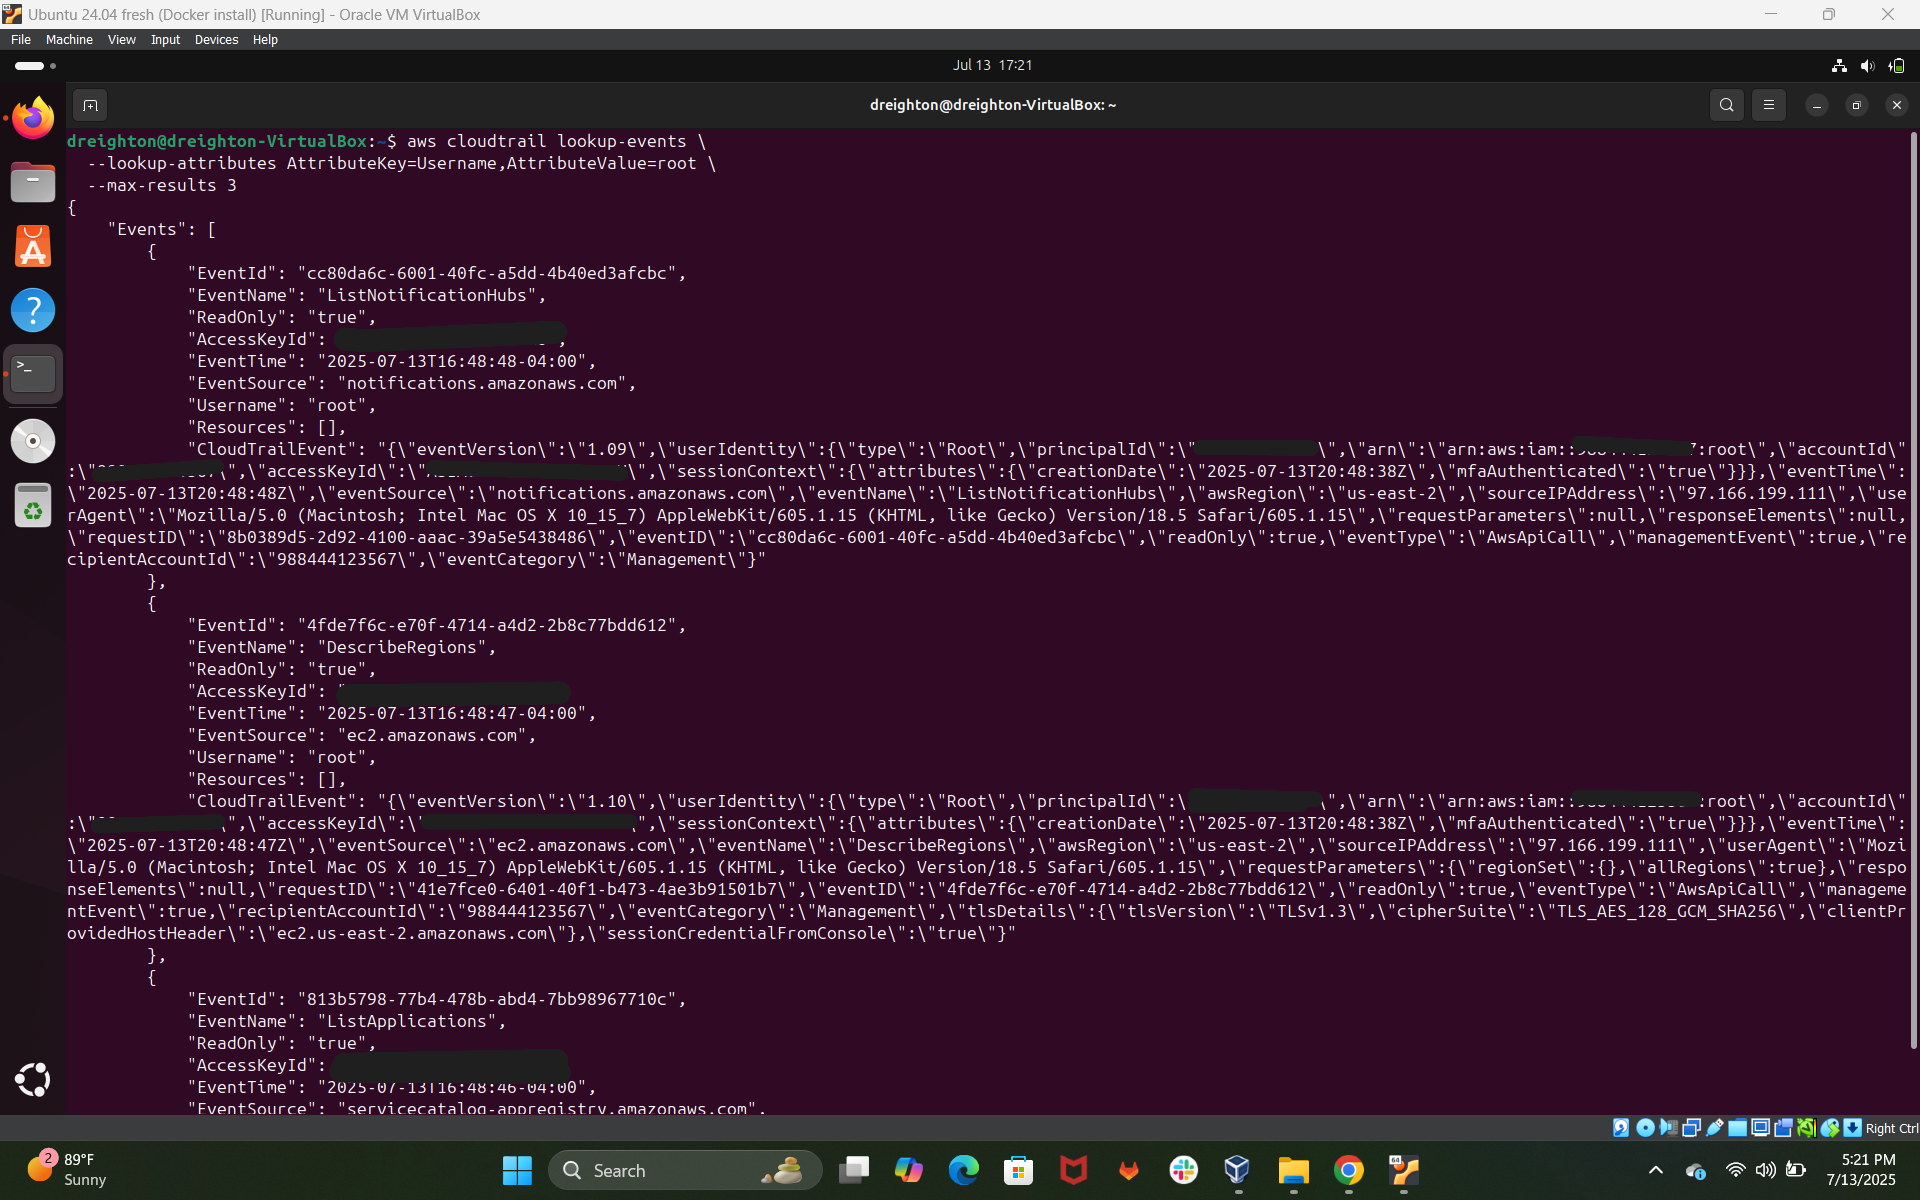 Ubuntu 24.04 fresh (Docker install) [Running] - Oracle VM VirtualBox
File Machine View Input Devices Help
Jul 13 17:21
dreighton@dreighton-VirtualBox: ~
dreighton@dreighton-VirtualBox:~$ aws cloudtrail lookup-events \
--lookup-attributes AttributeKey=Username,AttributeValue=root \
--max-results 3
{
"Events": [
{
"EventId": "cc80da6c-6001-40fc-a5dd-4b40ed3afcbc",
"EventName": "ListNotificationHubs",
"ReadOnly": "true",
"AccessKeyId": ,
"EventTime": "2025-07-13T16:48:48-04:00",
"EventSource": "notifications.amazonaws.com",
"Username": "root",
"Resources": [],
"CloudTrailEvent": "{\"eventVersion\":\"1.09\",\"userIdentity\":{\"type\":\"Root\",\"principalId\":\" \",\"arn\":\"arn:aws:iam: :root\",\"accountId\"
:\" \",\"accessKeyId\":\" \",\"sessionContext\":{\"attributes\":{\"creationDate\":\"2025-07-13T20:48:38Z\",\"mfaAuthenticated\":\"true\"}}},\"eventTime\":
\"2025-07-13T20:48:48Z\",\"eventSource\":\"notifications.amazonaws.com\",\"eventName\":\"ListNotificationHubs\",\"awsRegion\":\"us-east-2\",\"sourceIPAddress\":\"97.166.199.111\",\"use
rAgent\":\"Mozilla/5.0 (Macintosh; Intel Mac OS X 10_15_7) AppleWebKit/605.1.15 (KHTML, like Gecko) Version/18.5 Safari/605.1.15\",\"requestParameters\":null,\"responseElements\":null,
\"requestID\":\"8b0389d5-2d92-4100-aaac-39a5e5438486\",\"eventID\":\"cc80da6c-6001-40fc-a5dd-4b40ed3afcbc\",\"readOnly\":true,\"eventType\":\"AwsApiCall\",\"managementEvent\":true,\"re
cipientAccountId\":\"988444123567\",\"eventCategory\":\"Management\"}"
},
{
"EventId": "4fde7f6c-e70f-4714-a4d2-2b8c77bdd612",
"EventName": "DescribeRegions",
"ReadOnly": "true",
"AccessKeyId": "
"EventTime": "2025-07-13T16:48:47-04:00",
"EventSource": "ec2.amazonaws.com",
"Username": "root",
"Resources": [],
"CloudTrailEvent": "{\"eventVersion\":\"1.10\",\"userIdentity\":{\"type\":\"Root\",\"principalId\":\ \",\"arn\":\"arn:aws:iam: :root\",\"accountId\"
:\" \",\"accessKeyId\":\" \",\"sessionContext\":{\"attributes\":{\"creationDate\":\"2025-07-13T20:48:38Z\",\"mfaAuthenticated\":\"true\"}}},\"eventTime\":
\"2025-07-13T20:48:47Z\",\"eventSource\":\"ec2.amazonaws.com\",\"eventName\":\"DescribeRegions\",\"awsRegion\":\"us-east-2\",\"sourceIPAddress\":\"97.166.199.111\",\"userAgent\":\"Mozi
lla/5.0 (Macintosh; Intel Mac OS X 10_15_7) AppleWebKit/605.1.15 (KHTML, like Gecko) Version/18.5 Safari/605.1.15\",\"requestParameters\":{\"regionSet\":{},\"allRegions\":true},\"respo
nseElements\":null,\"requestID\":\"41e7fce0-6401-40f1-b473-4ae3b91501b7\",\"eventID\":\"4fde7f6c-e70f-4714-a4d2-2b8c77bdd612\",\"readOnly\":true,\"eventType\":\"AwsApiCall\",\"manageme
ntEvent\":true,\"recipientAccountId\":\"988444123567\",\"eventCategory\":\"Management\",\"tlsDetails\":{\"tlsVersion\":\"TLSv1.3\",\"cipherSuite\":\"TLS_AES_128_GCM_SHA256\",\"clientPr
ovidedHostHeader\":\"ec2.us-east-2.amazonaws.com\"},\"sessionCredentialFromConsole\":\"true\"}"
},
{
"EventId": "813b5798-77b4-478b-abd4-7bb98967710c",
"EventName": "ListApplications",
"ReadOnly": "true",
"AccessKeyId":
"EventTime": "2025-07-13T16:48:46-04:00",
"EventSource": "servicecatalog-appregistry.amazonaws.com",
Right Ctrl
2
89°F
Sunny
Search
5:21 PM
7/13/2025